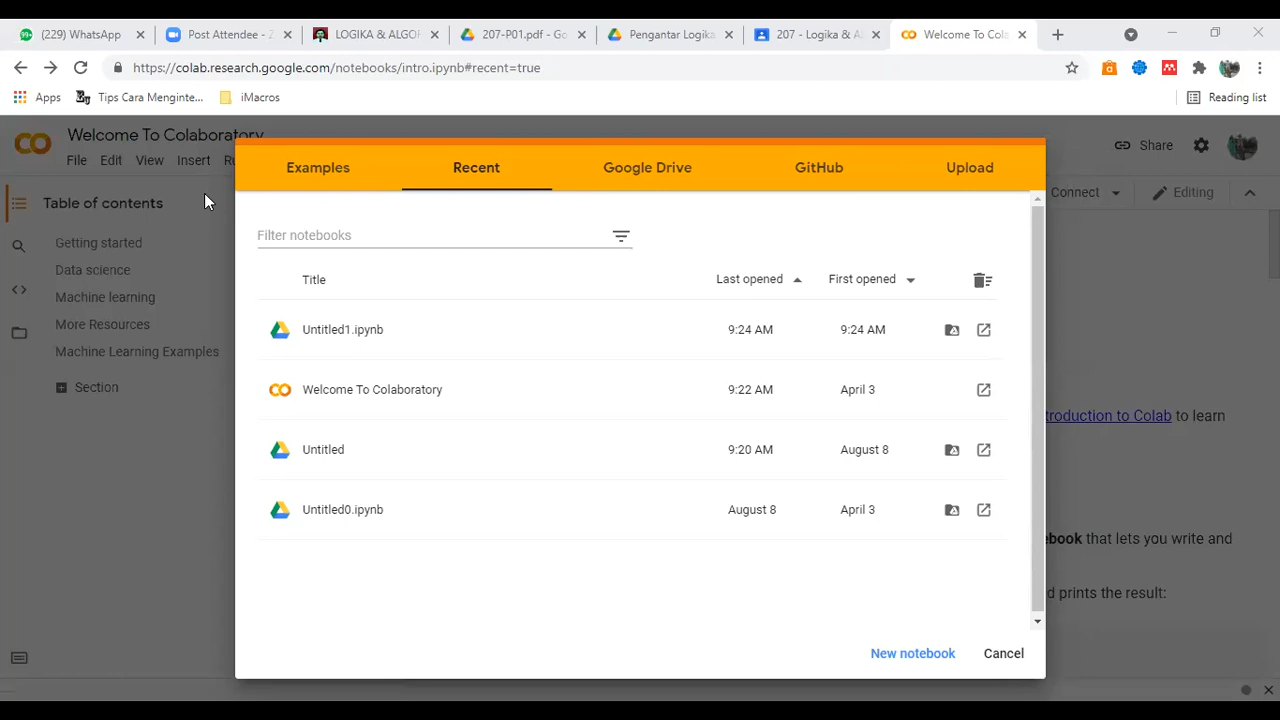 (229) WhatsApp
Post Attendee - Z
LOGIKA & ALGOR
207-P01.pdf - Go
Pengantar Logika
207 - Logika & Al
Welcome To Cola
https://colab.research.google.com/notebooks/intro.ipynb#recent=true
Apps
Tips Cara Menginte...
iMacros
Reading list
Welcome To Colaboratory
File
Edit
View
Insert
Share
Examples
Recent
Google Drive
GitHub
Upload
Connect
Editing
Table of contents
Getting started
Data science
Machine learning
More Resources
Machine Learning Examples
Section
Filter notebooks
Title
Last opened
First opened
Untitled1.ipynb
9:24 AM
9:24 AM
Welcome To Colaboratory
9:22 AM
April 3
Untitled
9:20 AM
August 8
Untitled0.ipynb
August 8
April 3
New notebook
Cancel
troduction to Colab to learn
ebook that lets you write and
d prints the result: